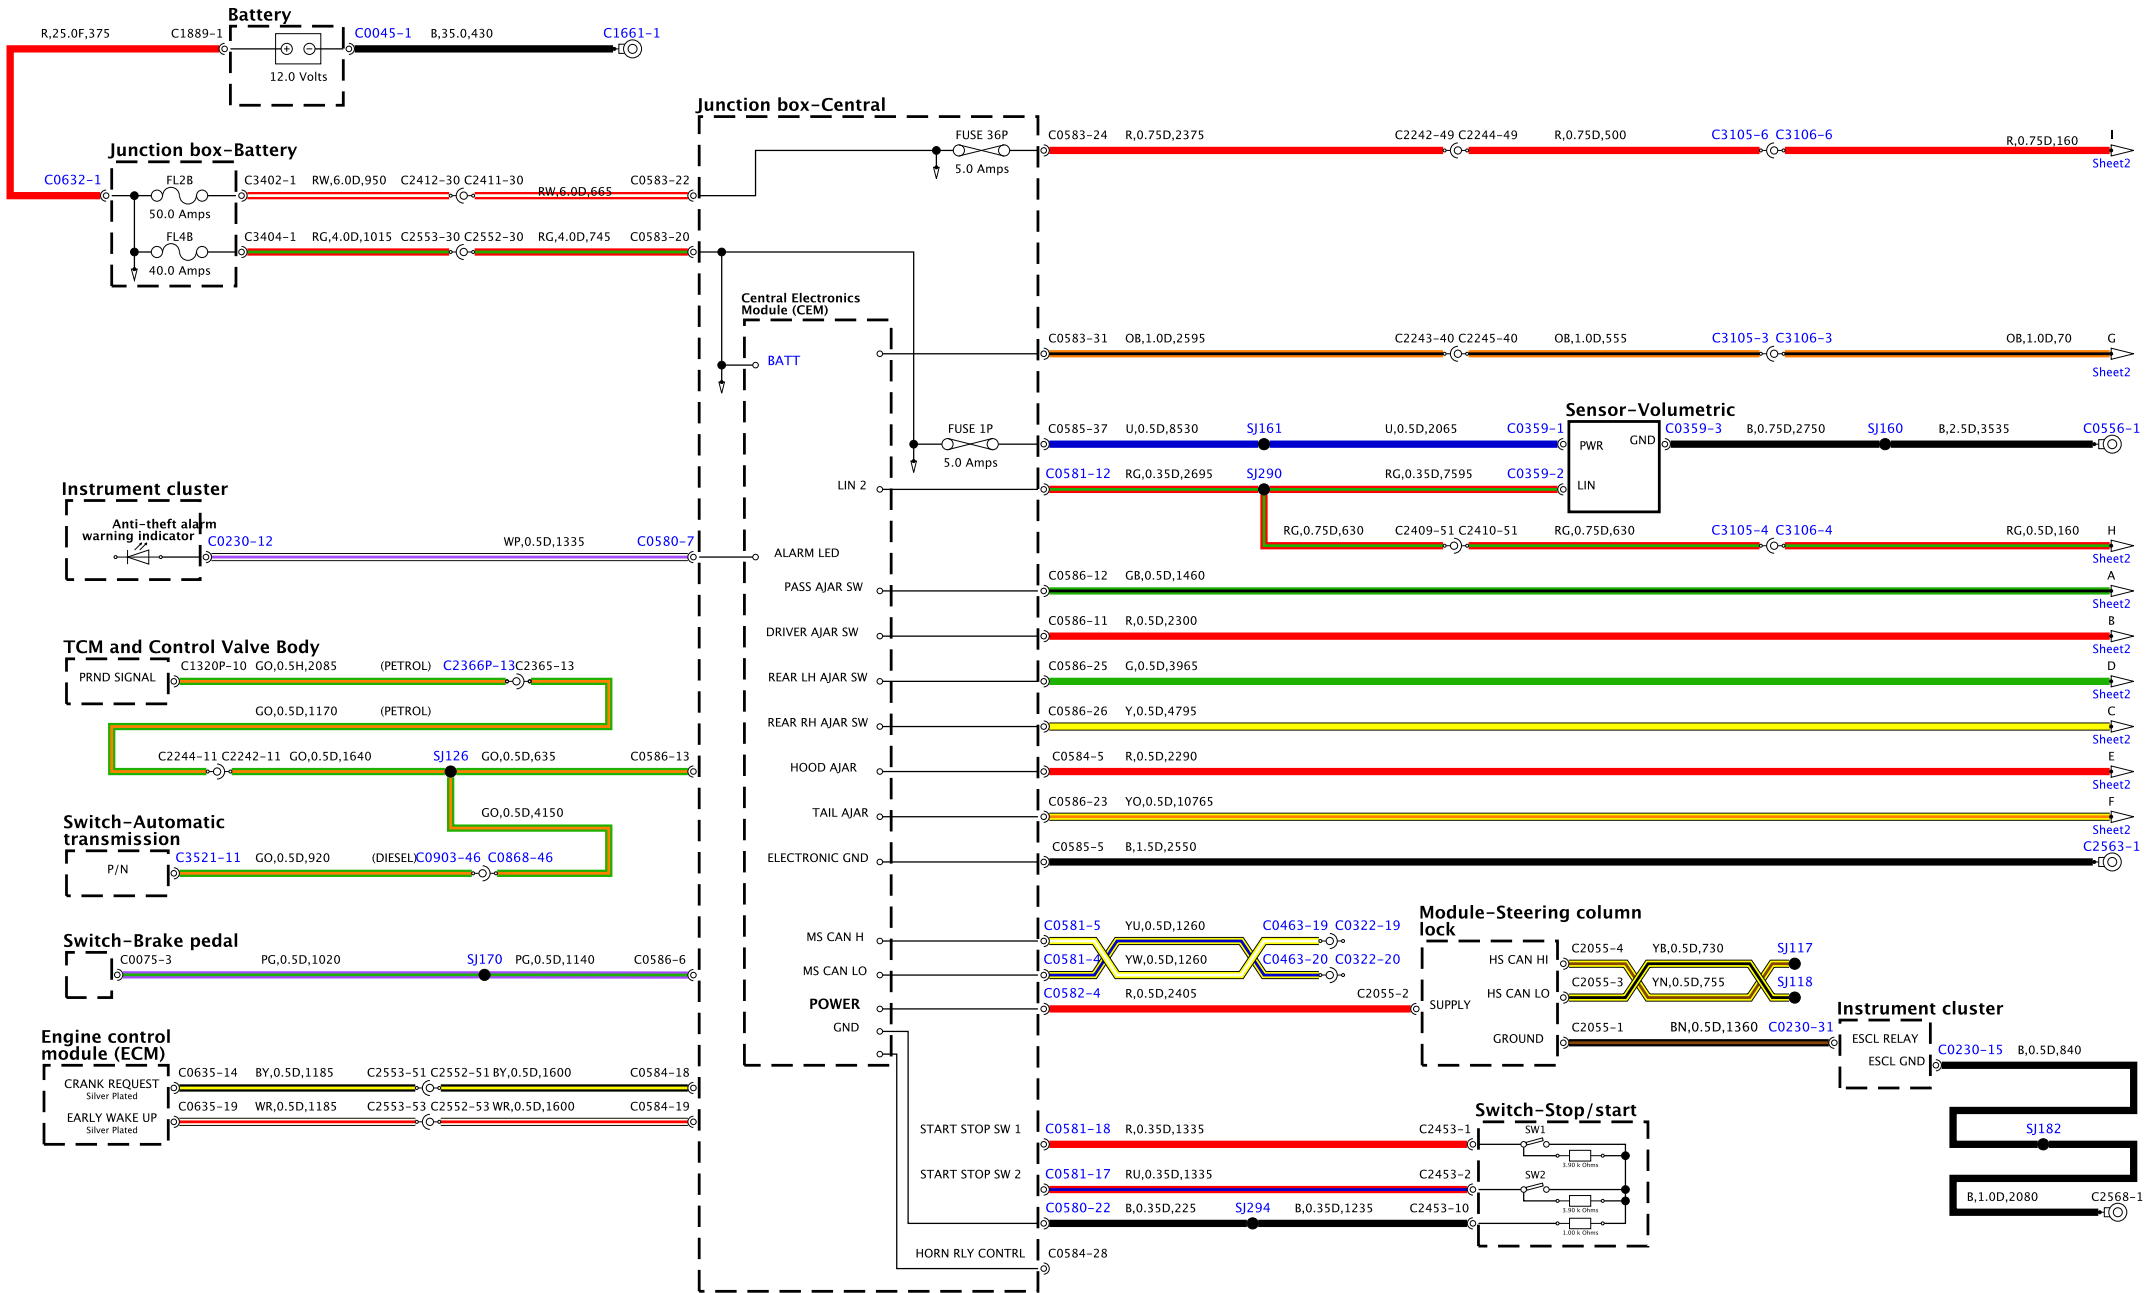 Battery
R,25.0F,375
C1889-1
C0045-1
B,35.0,430
C1661-1
12.0 Volts
Junction box-Central
FUSE 36P
5.0 Amps
C0583-24
R,0.75D,2375
C2242-49
C2244-49
R,0.75D,500
C3105-6
C3106-6
R,0.75D,160
I
Sheet2
Junction box-Battery
C0632-1
FL2B
50.0 Amps
C3402-1
RW,6.0D,950
C2412-30
C2411-30
RW,6.0D,665
C0583-22
FL4B
40.0 Amps
C3404-1
RG,4.0D,1015
C2553-30
C2552-30
RG,4.0D,745
C0583-20
Central Electronics
Module (CEM)
BATT
C0583-31
OB,1.0D,2595
C2243-40
C2245-40
OB,1.0D,555
C3105-3
C3106-3
OB,1.0D,70
G
Sheet2
FUSE 1P
5.0 Amps
C0585-37
U,0.5D,8530
SJ161
U,0.5D,2065
C0359-1
Sensor-Volumetric
PWR
GND
LIN
C0359-3
B,0.75D,2750
SJ160
B,2.5D,3535
C0556-1
LIN 2
C0581-12
RG,0.35D,2695
SJ290
RG,0.35D,7595
C0359-2
RG,0.75D,630
C2409-51
C2410-51
RG,0.75D,630
C3105-4
C3106-4
RG,0.5D,160
H
Sheet2
Instrument cluster
Anti-theft alarm
warning indicator
C0230-12
WP,0.5D,1335
C0580-7
ALARM LED
PASS AJAR SW
C0586-12
GB,0.5D,1460
A
Sheet2
DRIVER AJAR SW
C0586-11
R,0.5D,2300
B
Sheet2
TCM and Control Valve Body
PRND SIGNAL
C1320P-10
GO,0.5H,2085
(PETROL)
C2366P-13
C2365-13
REAR LH AJAR SW
C0586-25
G,0.5D,3965
D
Sheet2
GO,0.5D,1170
(PETROL)
REAR RH AJAR SW
C0586-26
Y,0.5D,4795
C
Sheet2
C2244-11
C2242-11
GO,0.5D,1640
SJ126
GO,0.5D,635
C0586-13
HOOD AJAR
C0584-5
R,0.5D,2290
E
Sheet2
GO,0.5D,4150
TAIL AJAR
C0586-23
YO,0.5D,10765
F
Sheet2
Switch-Automatic
transmission
P/N
C3521-11
GO,0.5D,920
(DIESEL)
C0903-46
C0868-46
ELECTRONIC GND
C0585-5
B,1.5D,2550
C2563-1
Switch-Brake pedal
C0075-3
PG,0.5D,1020
SJ170
PG,0.5D,1140
C0586-6
MS CAN H
C0581-5
YU,0.5D,1260
C0463-19
C0322-19
MS CAN LO
C0581-4
YW,0.5D,1260
C0463-20
C0322-20
POWER
C0582-4
R,0.5D,2405
C2055-2
GND
Module-Steering column
lock
HS CAN HI
C2055-4
YB,0.5D,730
SJ117
HS CAN LO
C2055-3
YN,0.5D,755
SJ118
SUPPLY
GROUND
C2055-1
BN,0.5D,1360
C0230-31
Instrument cluster
ESCL RELAY
ESCL GND
C0230-15
B,0.5D,840
SJ182
B,1.0D,2080
C2568-1
Engine control
module (ECM)
CRANK REQUEST
Silver Plated
C0635-14
BY,0.5D,1185
C2553-51
C2552-51
BY,0.5D,1600
C0584-18
EARLY WAKE UP
Silver Plated
C0635-19
WR,0.5D,1185
C2553-53
C2552-53
WR,0.5D,1600
C0584-19
START STOP SW 1
C0581-18
R,0.35D,1335
C2453-1
Switch-Stop/start
SW1
3.90 k Ohms
START STOP SW 2
C0581-17
RU,0.35D,1335
C2453-2
SW2
3.90 k Ohms
C0580-22
B,0.35D,225
SJ294
B,0.35D,1235
C2453-10
1.00 k Ohms
HORN RLY CONTRL
C0584-28